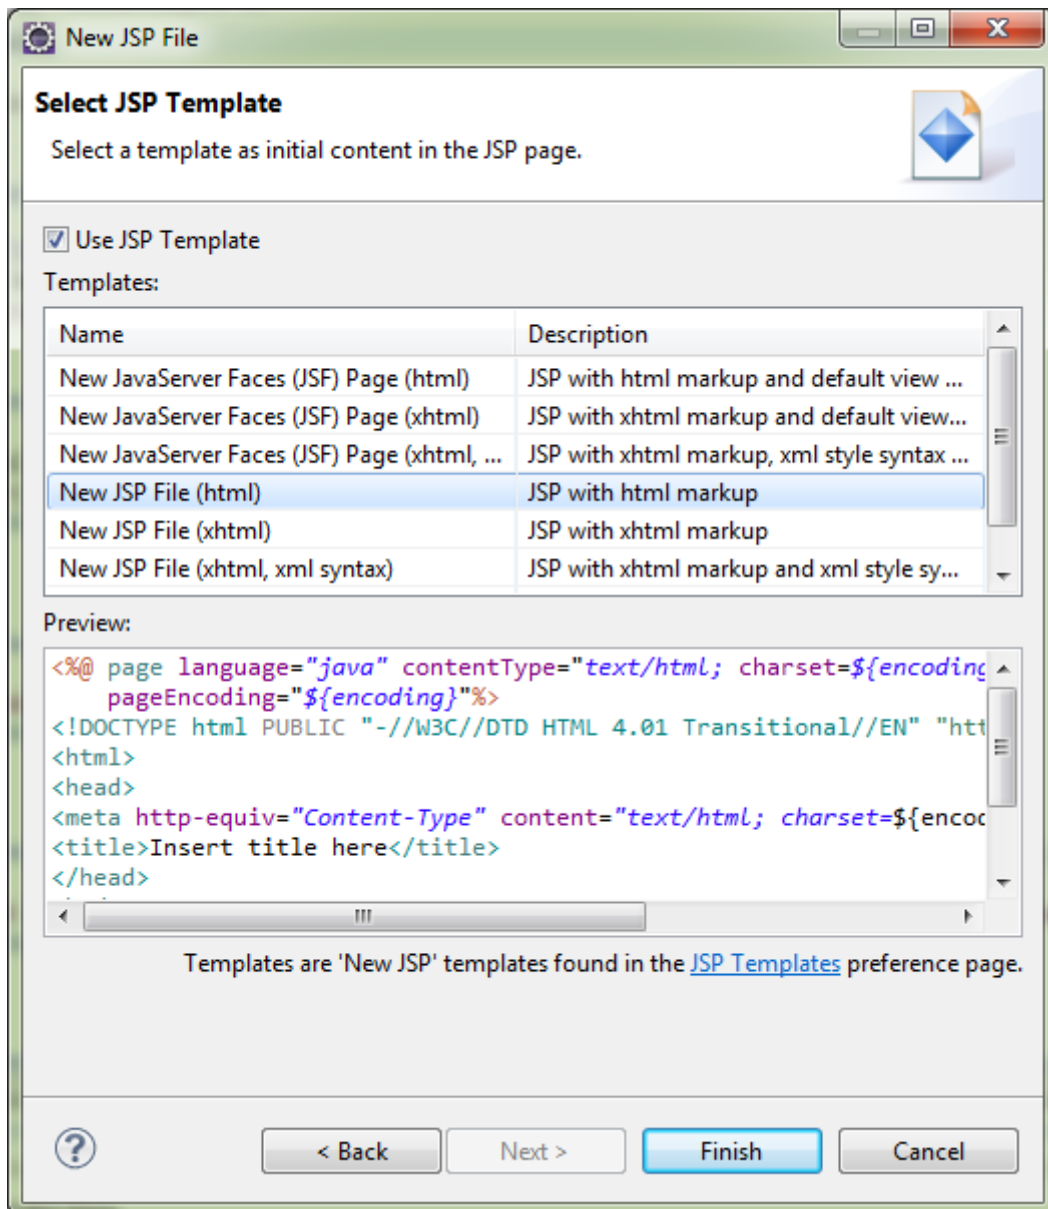 New JSP File
Select JSP Template
Select a template as initial content in the JSP page.
Use JSP Template
Templates:
Name Description
New JavaServer Faces (JSF) Page (html) JSP with html markup and default view ...
New JavaServer Faces (JSF) Page (xhtml) JSP with xhtml markup and default view...
New JavaServer Faces (JSF) Page (xhtml, ... JSP with xhtml markup, xml style syntax ...
New JSP File (html) JSP with html markup
New JSP File (xhtml) JSP with xhtml markup
New JSP File (xhtml, xml syntax) JSP with xhtml markup and xml style sy...
Preview:
<%@ page language="java" contentType="text/html; charset=${encoding
pageEncoding="${encoding}"%>
<!DOCTYPE html PUBLIC "-//W3C//DTD HTML 4.01 Transitional//EN" "htt
<html>
<head>
<meta http-equiv="Content-Type" content="text/html; charset=${encod
<title>Insert title here</title>
</head>
Templates are 'New JSP' templates found in the JSP Templates preference page.
? < Back Next > Finish Cancel